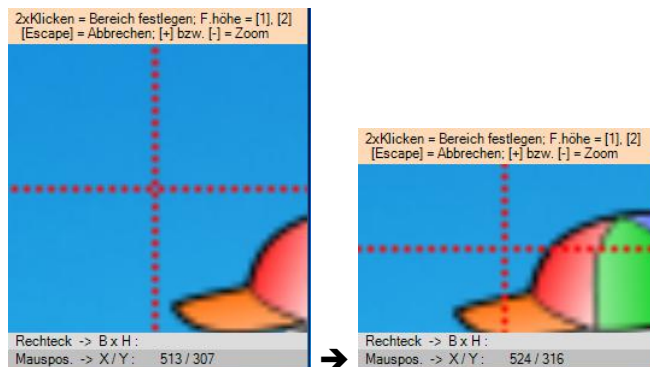 2xKlicken = Bereich festlegen; F.höhe = [1], [2]
[Escape] = Abbrechen; [+] bzw. [-] = Zoom
Rechteck -> B x H :
Mauspos. -> X / Y : 513 / 307
➔
2xKlicken = Bereich festlegen; F.höhe = [1], [2]
[Escape] = Abbrechen; [+] bzw. [-] = Zoom
Rechteck -> B x H :
Mauspos. -> X / Y : 524 / 316